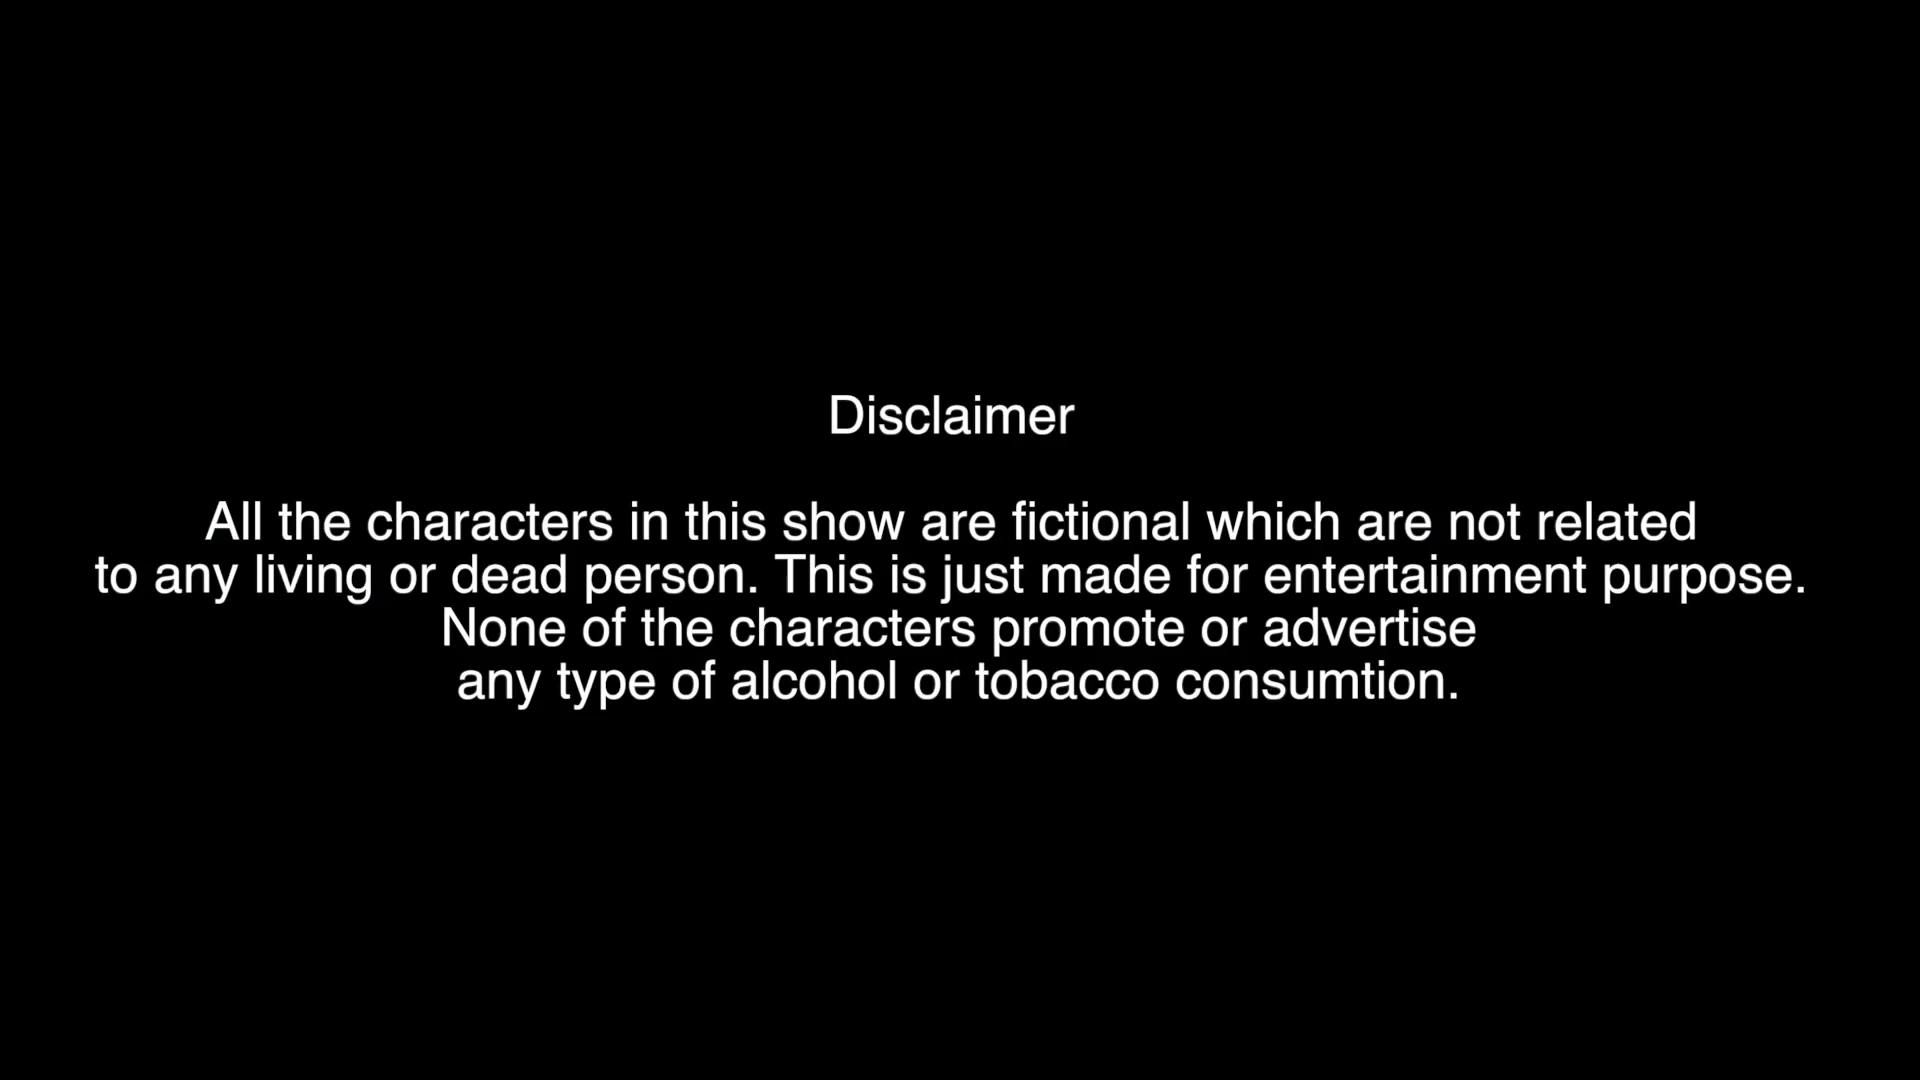 Disclaimer
All the characters in this show are fictional which are not related
to any living or dead person. This is just made for entertainment purpose.
None of the characters promote or advertise
any type of alcohol or tobacco consumtion.